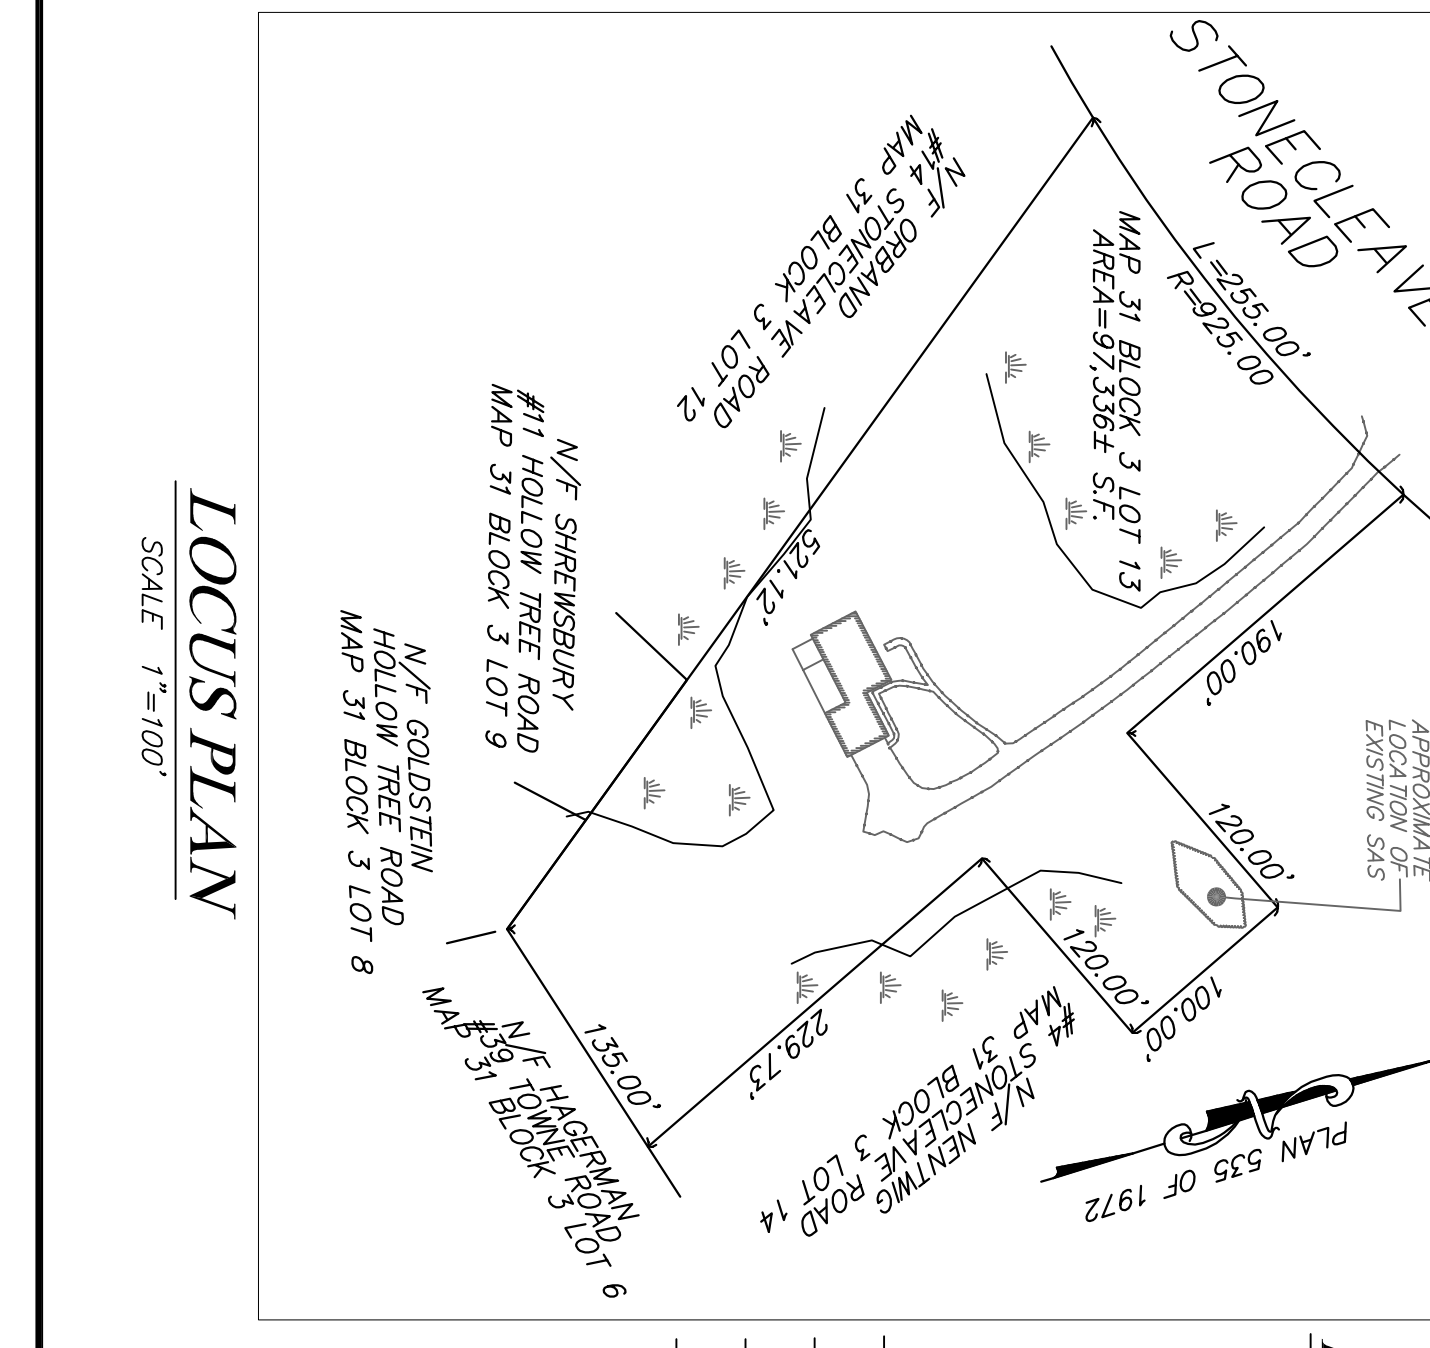 STONECLEAVE
ROAD
L=255.00'
R=925.00
MAP 31 BLOCK 3 LOT 13
AREA=97,336± S.F.
N/F ORBAND
#14 STONECLEAVE ROAD
MAP 31 BLOCK 3 LOT 12
521.12'
190.00'
APPROXIMATE
LOCATION OF
EXISTING SAS
120.00'
100.00'
120.00'
229.73'
135.00'
N/F SHREWSBURY
#11 HOLLOW TREE ROAD
MAP 31 BLOCK 3 LOT 9
N/F GOLDSTEIN
HOLLOW TREE ROAD
MAP 31 BLOCK 3 LOT 8
N/F HAGERMAN
#39 TOWNE ROAD
MAP 31 BLOCK 3 LOT 6
N/F NENTWIG
#4 STONECLEAVE ROAD
MAP 31 BLOCK 3 LOT 14
PLAN 535 OF 1972
LOCUS PLAN
SCALE 1"=100'